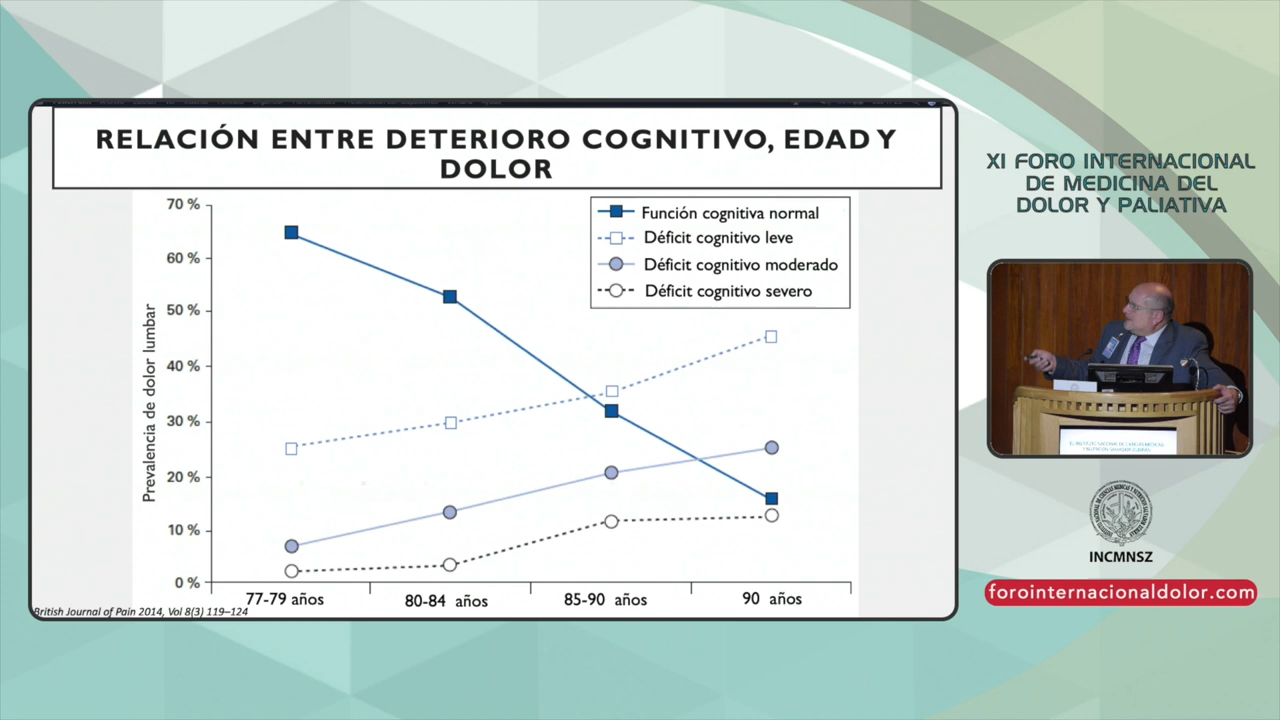 RELACIÓN ENTRE DETERIORO COGNITIVO, EDAD Y
DOLOR
Prevalencia de dolor lumbar
70 %
60 %
50 %
40 %
30 %
20 %
10 %
0 %
Función cognitiva normal
Déficit cognitivo leve
Déficit cognitivo moderado
Déficit cognitivo severo
77-79 años
80-84 años
85-90 años
90 años
British Journal of Pain 2014, Vol 8(3) 119–124
XI FORO INTERNACIONAL
DE MEDICINA DEL
DOLOR Y PALIATIVA
INCMNSZ
forointernacionaldolor.com